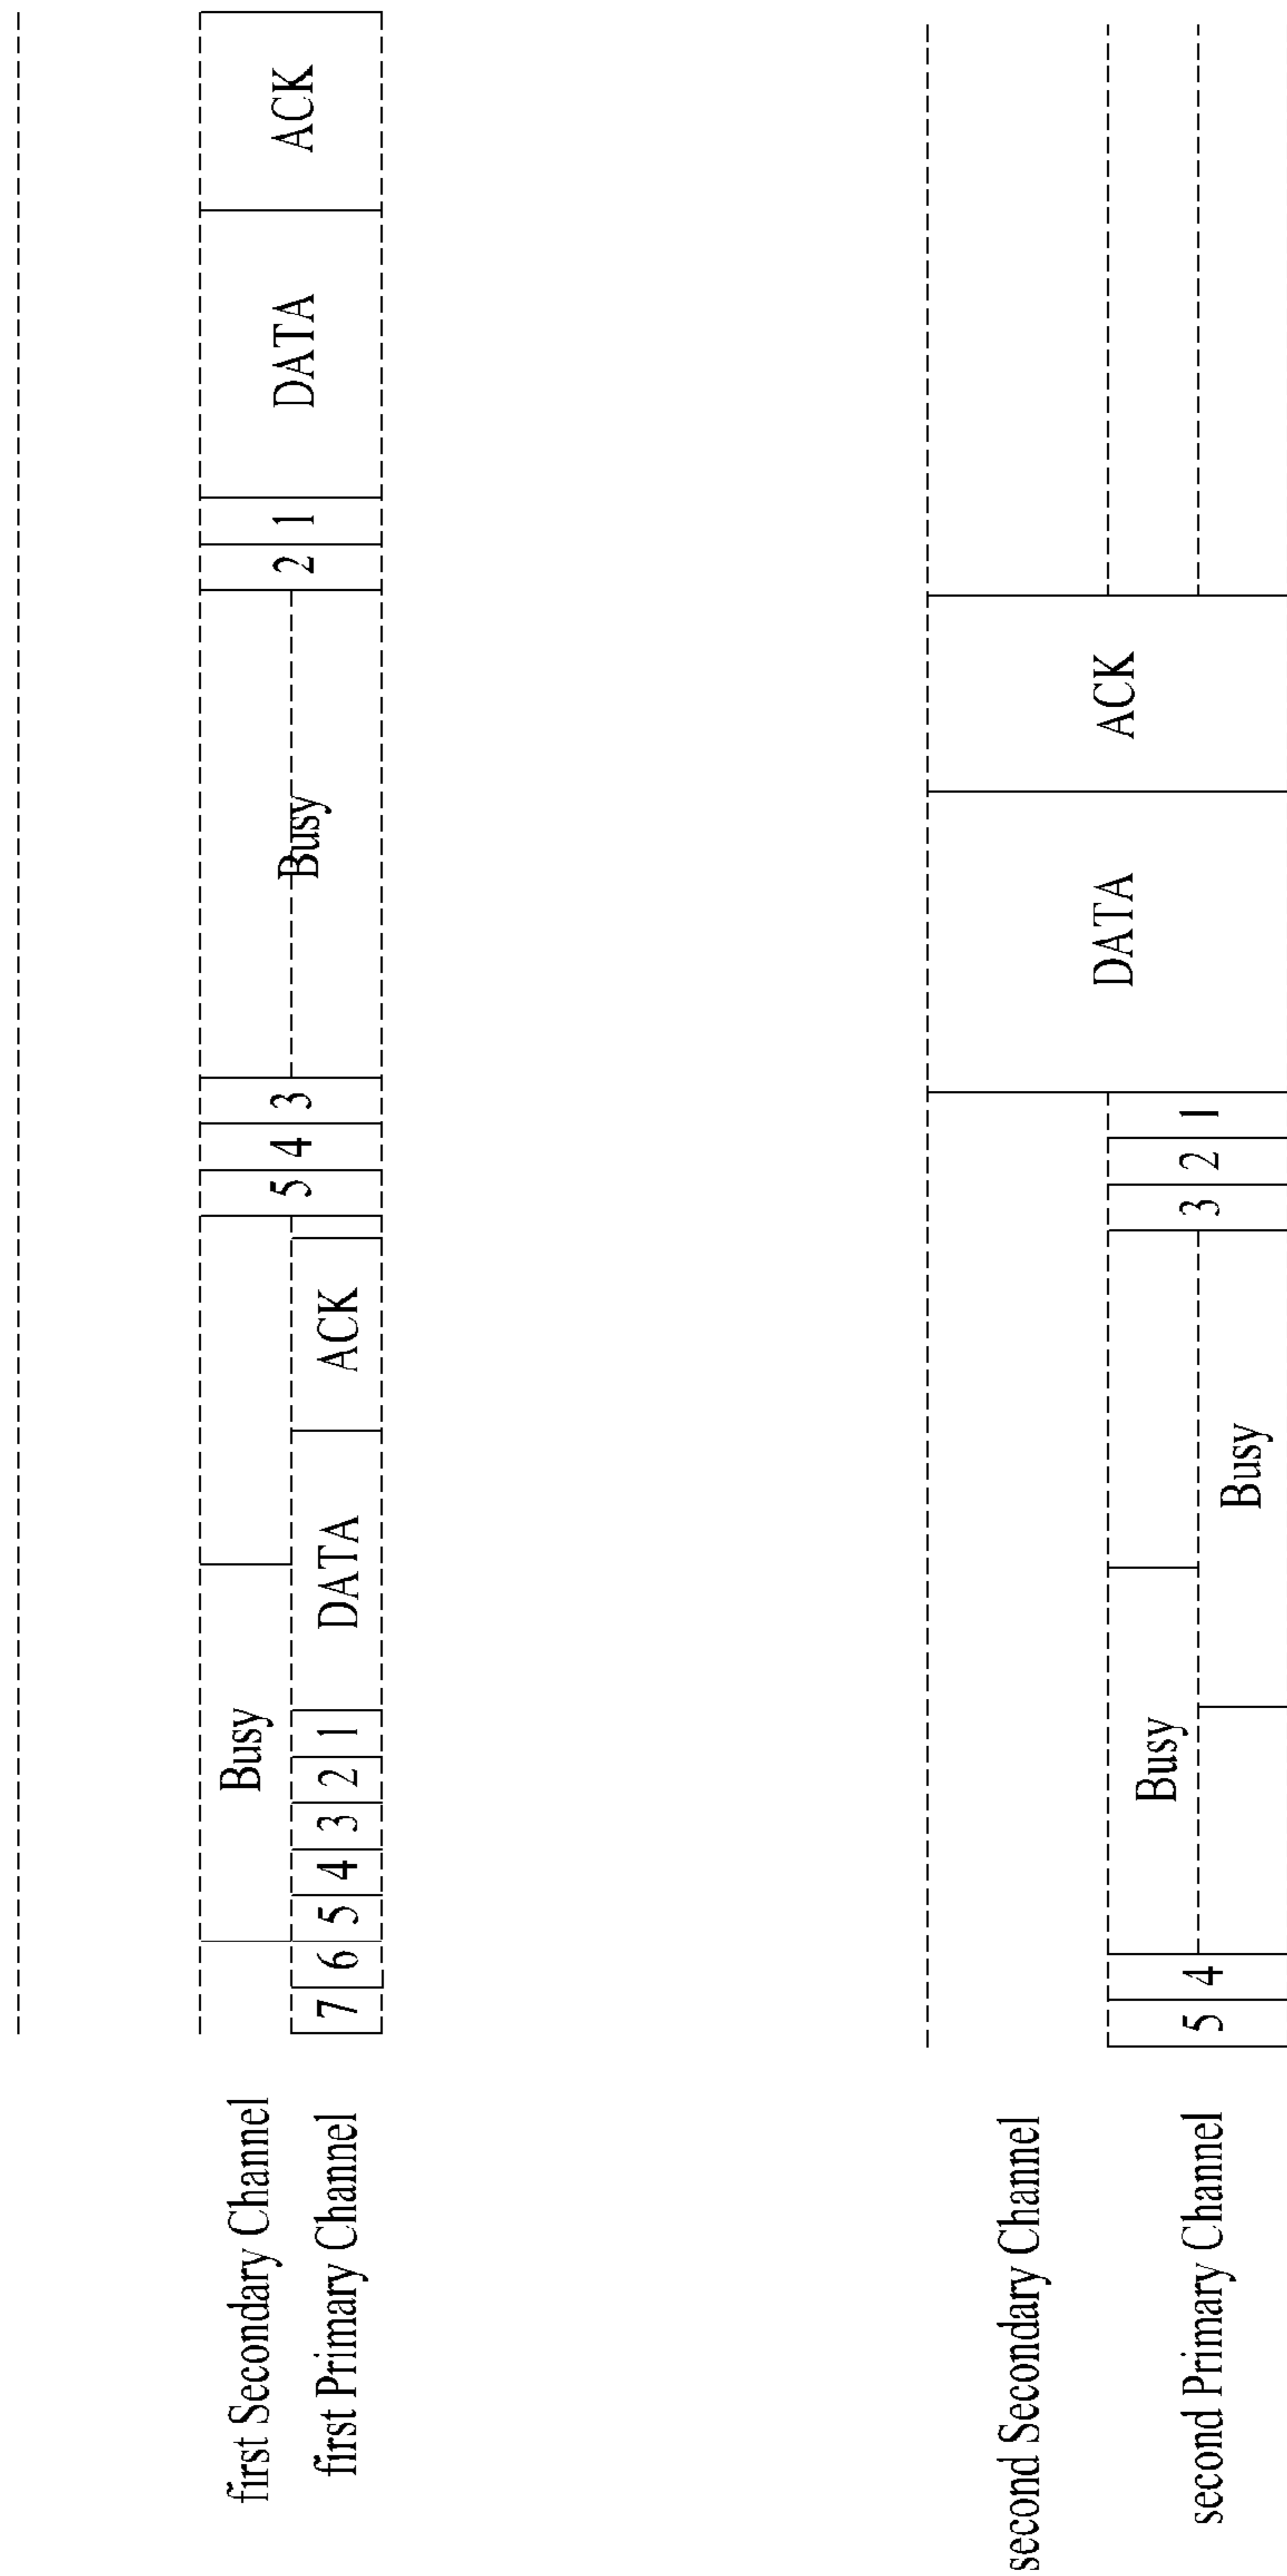 first Secondary Channel
Busy
first Primary Channel
7 6 5 4 3 2 1 DATA ACK
5 4 3 Busy 2 1 DATA ACK
second Secondary Channel
second Primary Channel
5 4 Busy Busy 3 2 1 DATA ACK